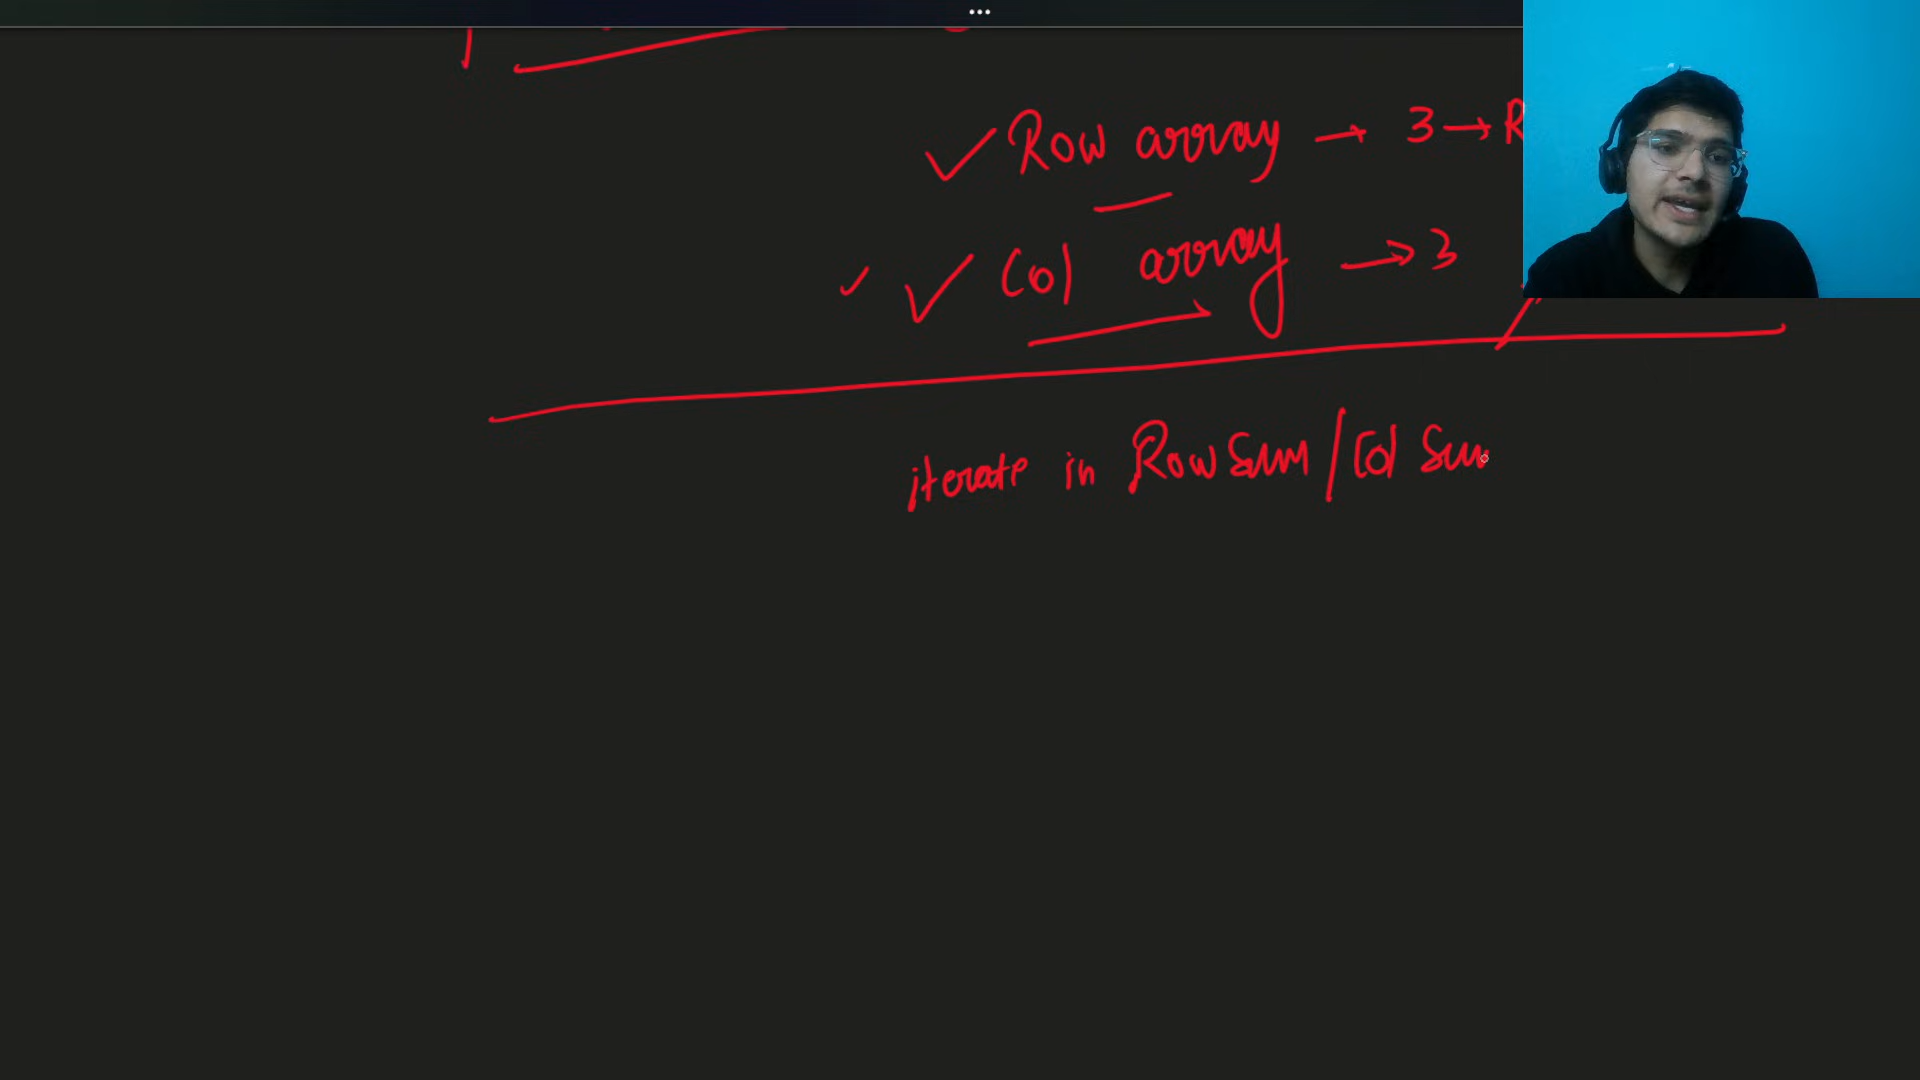 Row array → 3 → R
Col array → 3
iterate in RowSum / Col Sum